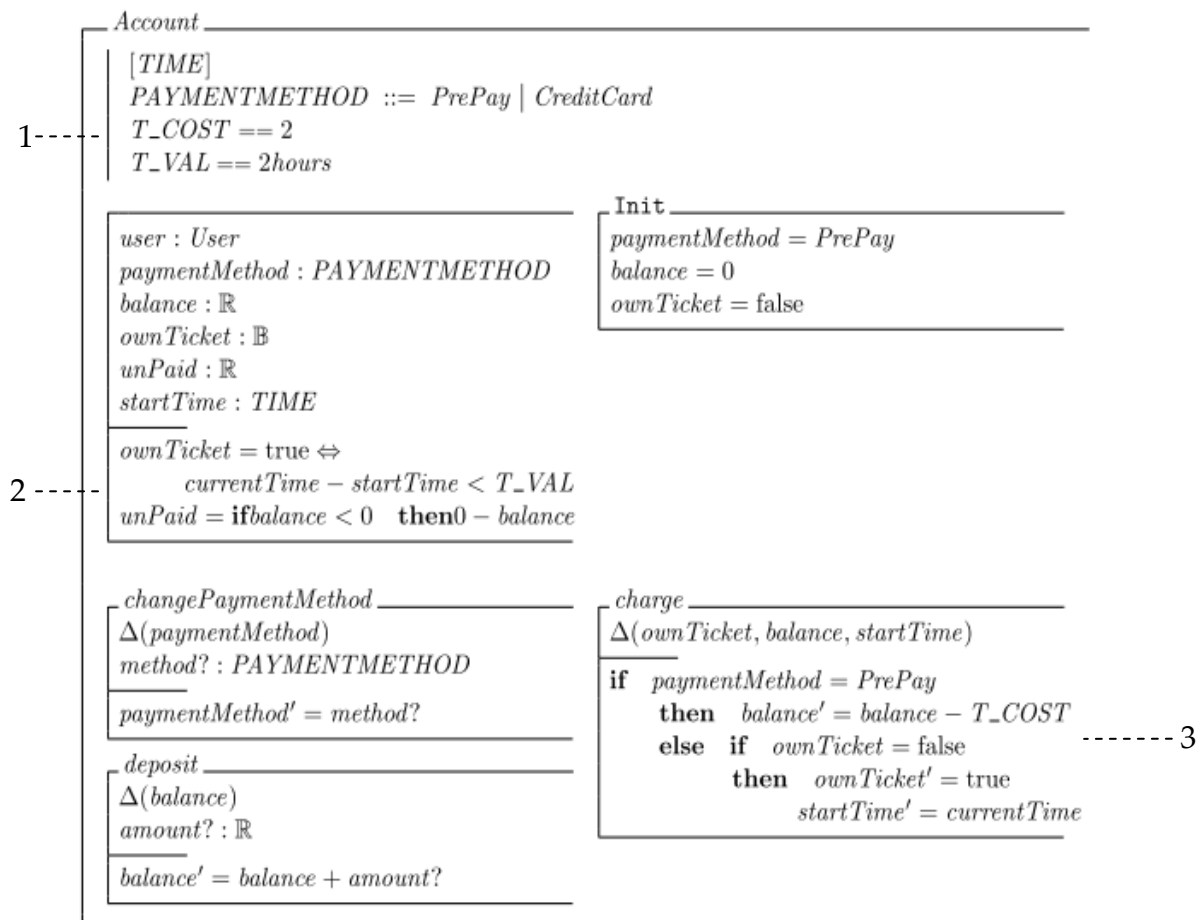 Account
[TIME]
PAYMENTMETHOD ::= PrePay | CreditCard
1
T_COST == 2
T_VAL == 2hours
user : User
paymentMethod : PAYMENTMETHOD
balance : ℝ
ownTicket : 𝔹
unPaid : ℝ
startTime : TIME
ownTicket = true ⇔
2
currentTime − startTime < T_VAL
unPaid = ifbalance < 0 then0 − balance
Init
paymentMethod = PrePay
balance = 0
ownTicket = false
changePaymentMethod
Δ(paymentMethod)
method? : PAYMENTMETHOD
paymentMethod′ = method?
deposit
Δ(balance)
amount? : ℝ
balance′ = balance + amount?
charge
Δ(ownTicket, balance, startTime)
if paymentMethod = PrePay
then balance′ = balance − T_COST
else if ownTicket = false
3
then ownTicket′ = true
startTime′ = currentTime